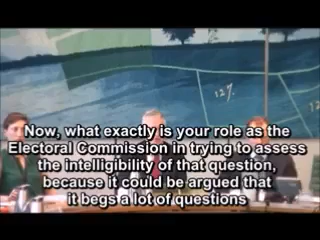 127
Now, what exactly is your role as the
Electoral Commission in trying to assess
the intelligibility of that question,
because it could be argued that
it begs a lot of questions